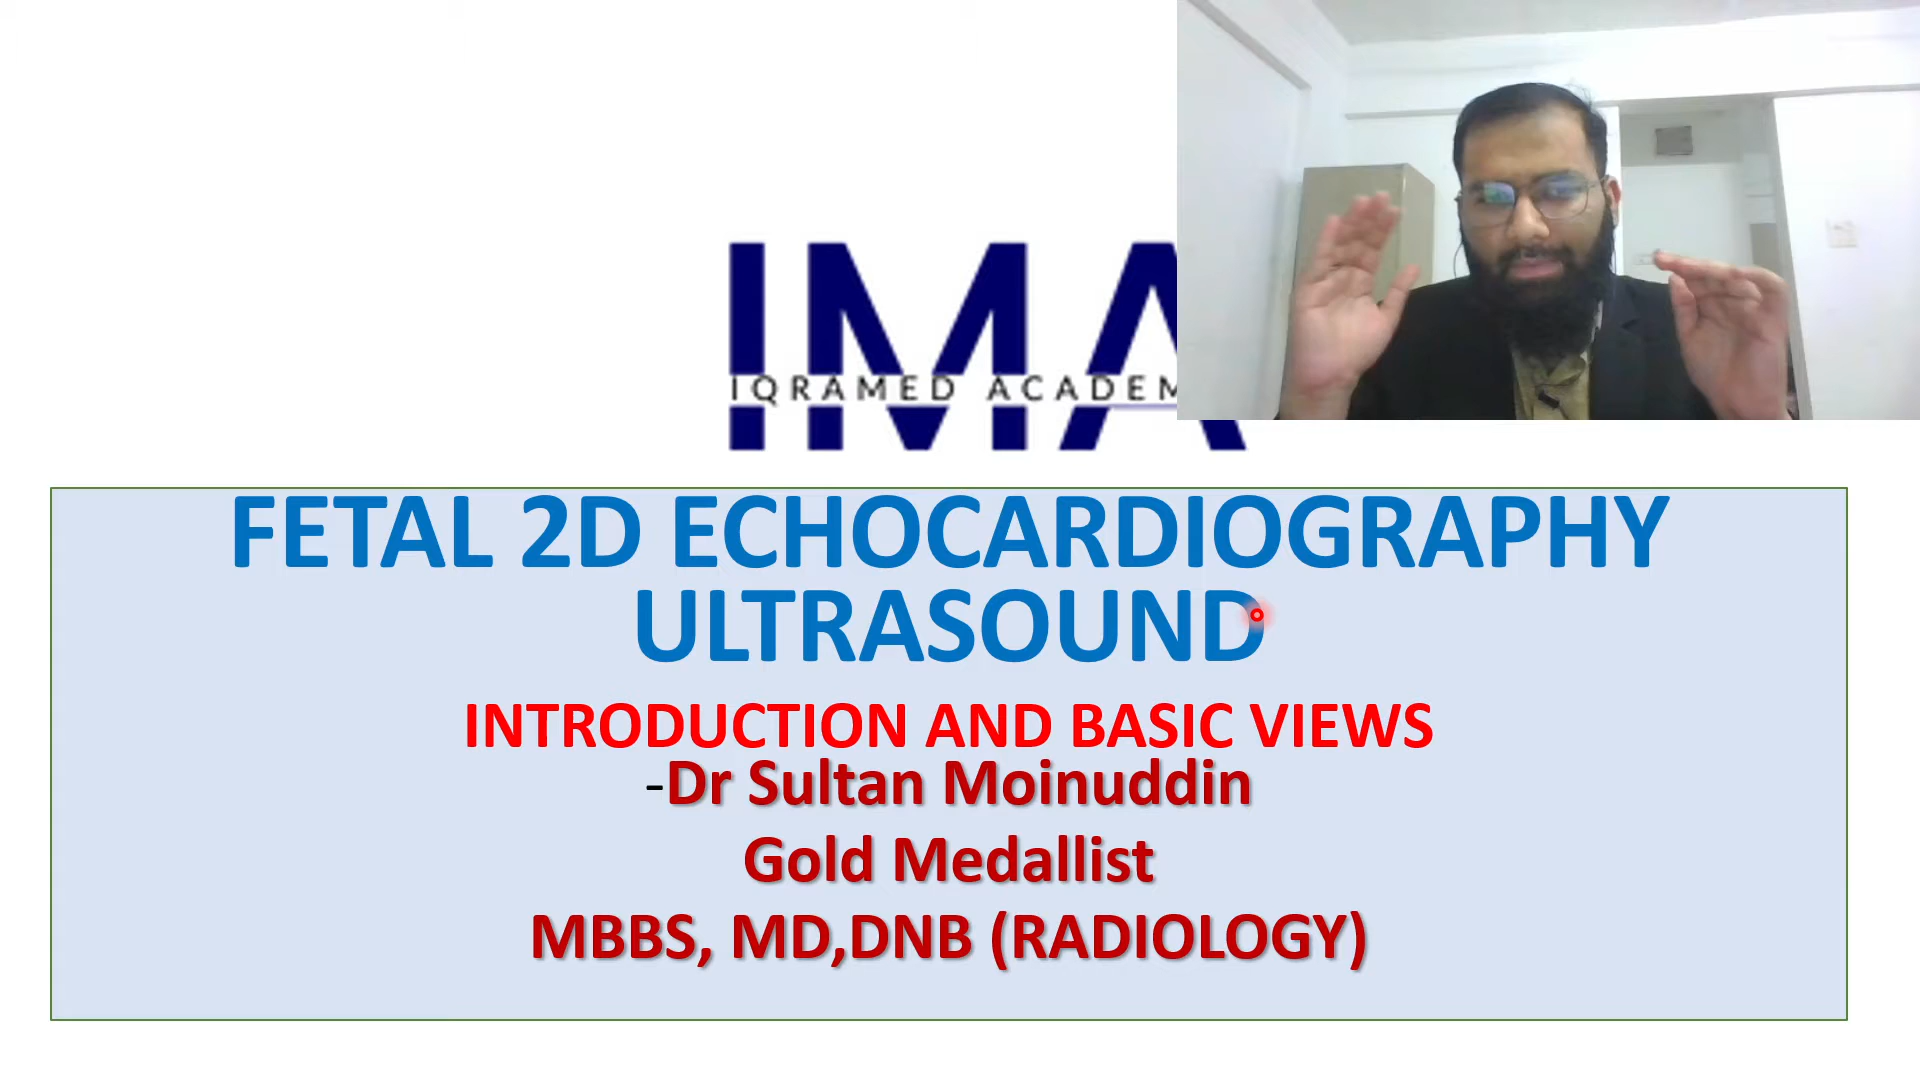 IMA
IQRAMED ACADEM
FETAL 2D ECHOCARDIOGRAPHY
ULTRASOUND
INTRODUCTION AND BASIC VIEWS
-Dr Sultan Moinuddin
Gold Medallist
MBBS, MD,DNB (RADIOLOGY)